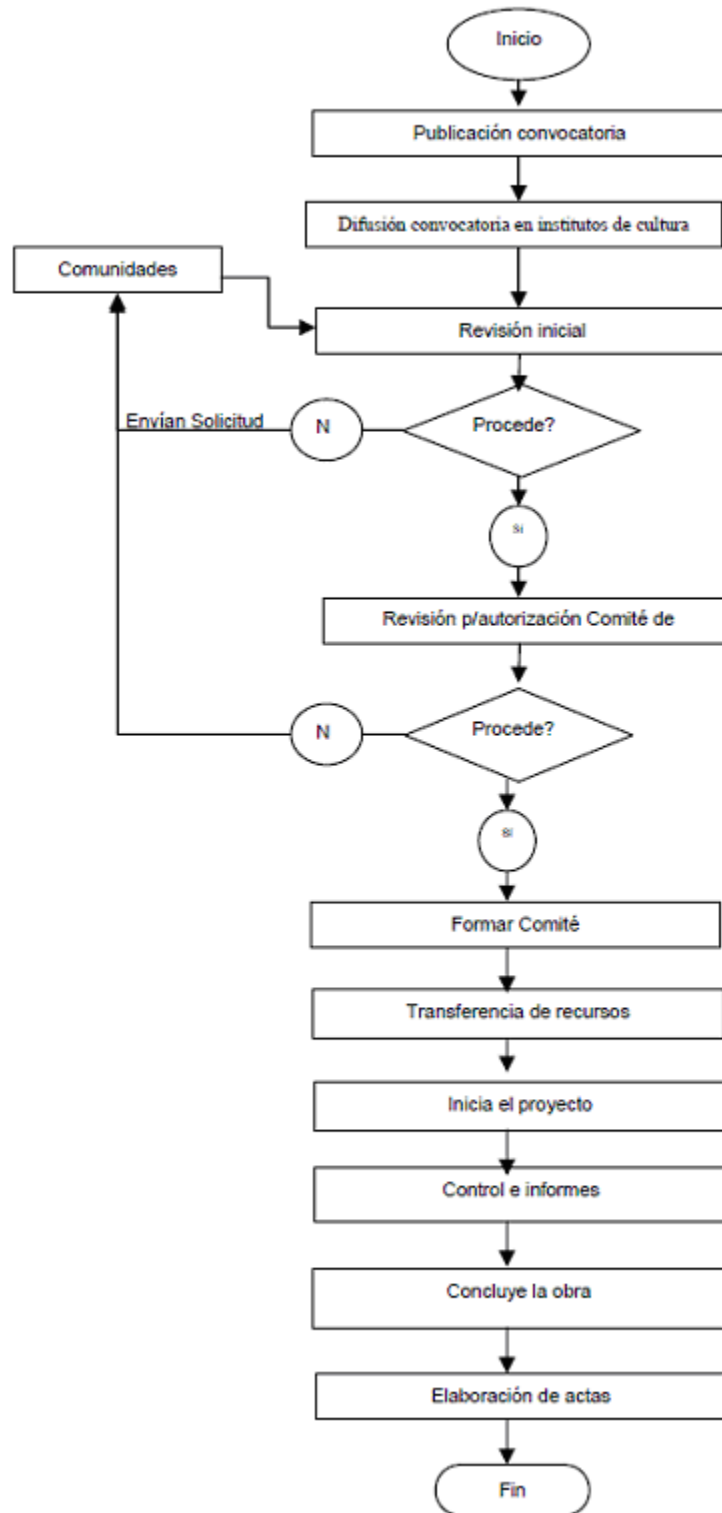 Inicio
Publicación convocatoria
Difusión convocatoria en institutos de cultura
Comunidades
Revisión inicial
Envían Solicitud
N
Procede?
Si
Revisión p/autorización Comité de
N
Procede?
Si
Formar Comité
Transferencia de recursos
Inicia el proyecto
Control e informes
Concluye la obra
Elaboración de actas
Fin